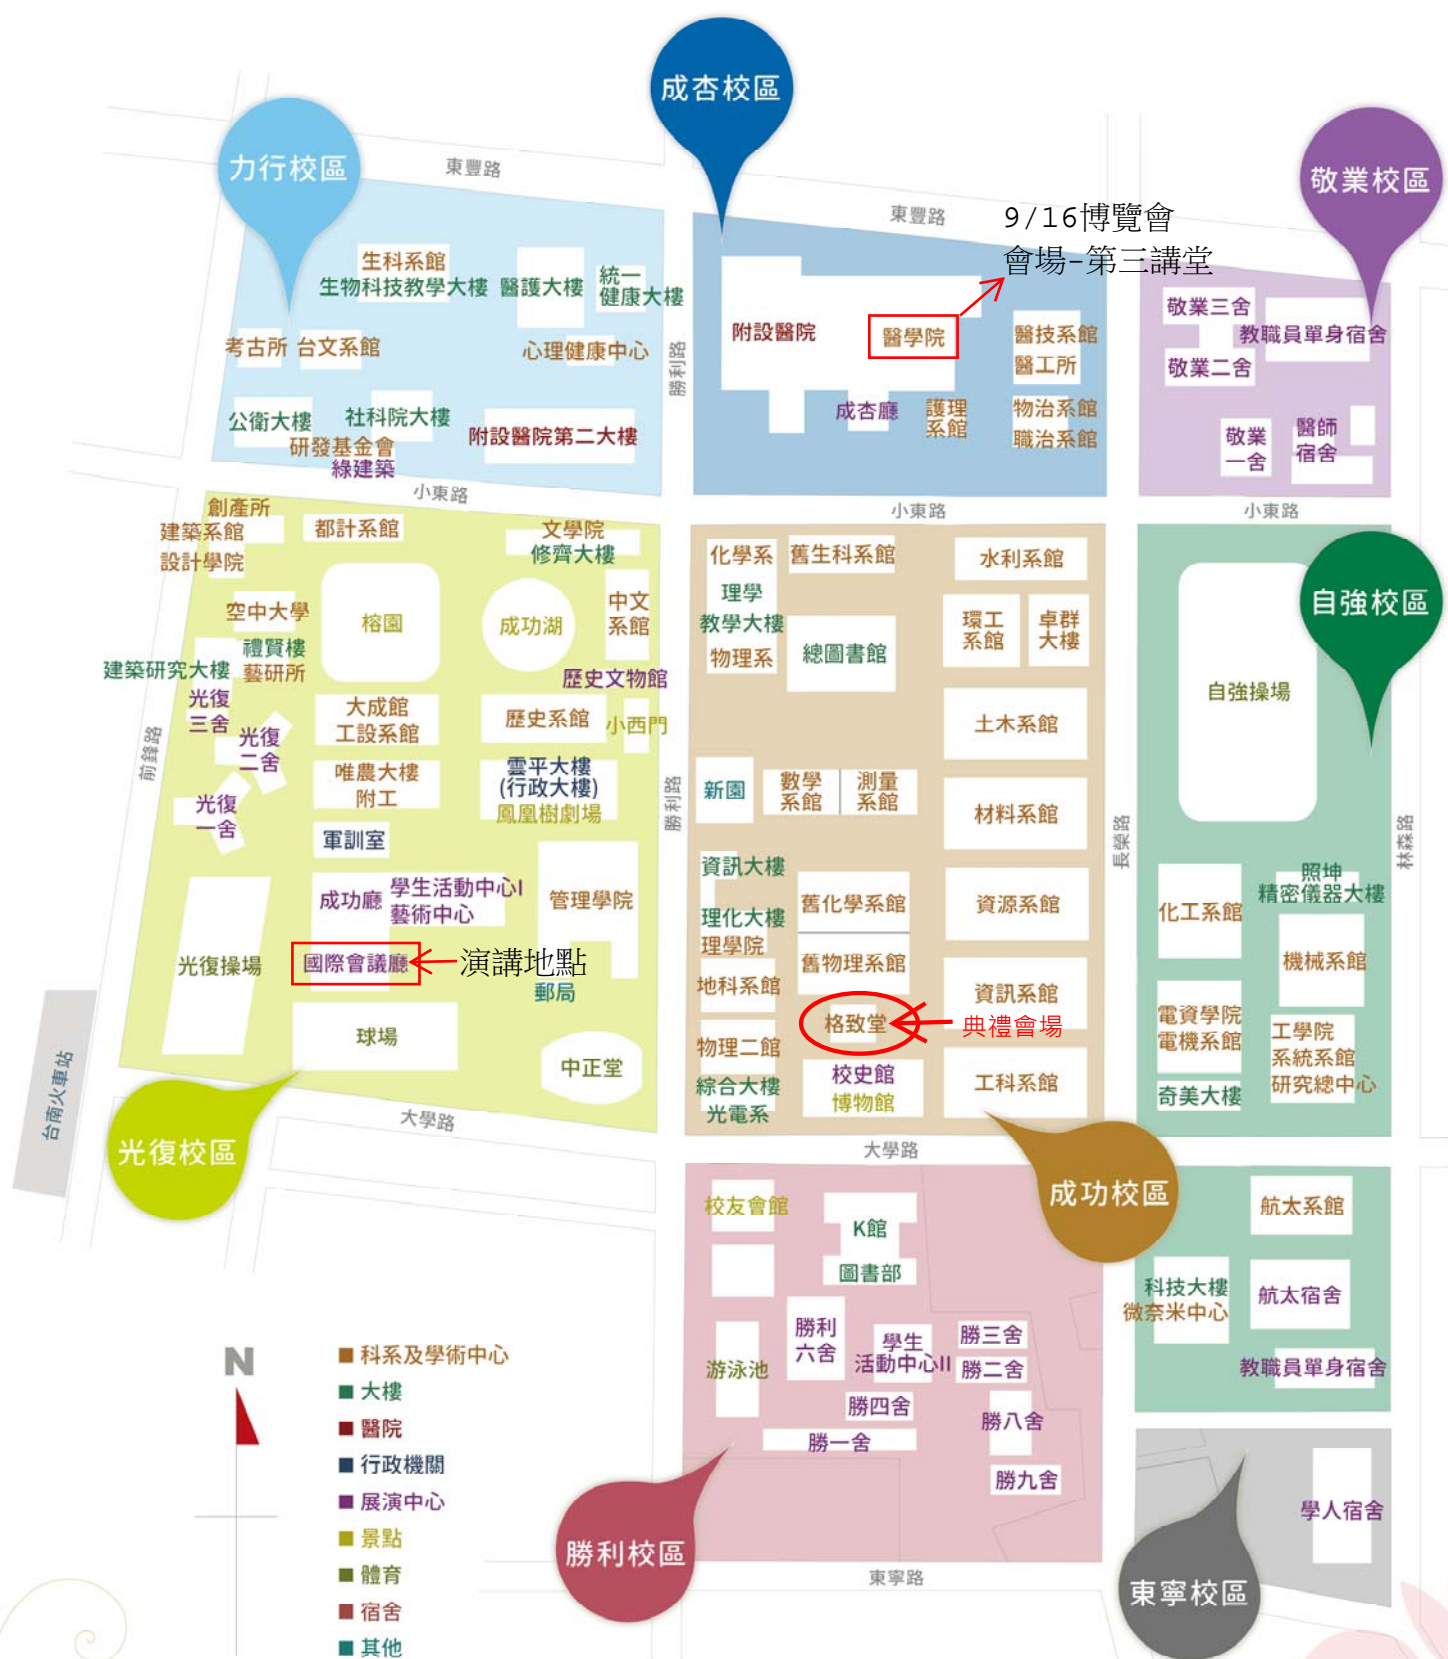 成杏校區
力行校區
敬業校區
東豐路
東豐路
9/16博覽會
會場-第三講堂
生科系館
生物科技教學大樓
醫護大樓
統一
健康大樓
考古所
台文系館
心理健康中心
公衛大樓
社科院大樓
研發基金會
綠建築
附設醫院第二大樓
勝利路
附設醫院
醫學院
醫技系館
醫工所
成杏廳
護理
系館
物治系館
職治系館
敬業三舍
教職員單身宿舍
敬業二舍
敬業
一舍
醫師
宿舍
小東路
小東路
小東路
創產所
建築系館
設計學院
都計系館
文學院
修齊大樓
空中大學
榕園
成功湖
中文
系館
禮賢樓
藝研所
建築研究大樓
歷史文物館
光復
三舍
大成館
工設系館
歷史系館
小西門
光復
二舍
唯農大樓
附工
雲平大樓
(行政大樓)
鳳凰樹劇場
前鋒路
光復
一舍
軍訓室
成功廳
學生活動中心I
藝術中心
管理學院
光復操場
國際會議廳
演講地點
郵局
球場
中正堂
台南火車站
大學路
光復校區
勝利路
化學系
舊生科系館
水利系館
理學
教學大樓
物理系
總圖書館
環工
系館
卓群
大樓
土木系館
新園
數學
系館
測量
系館
材料系館
資訊大樓
舊化學系館
資源系館
理化大樓
理學院
舊物理系館
地科系館
資訊系館
格致堂
典禮會場
物理二館
校史館
博物館
工科系館
綜合大樓
光電系
大學路
成功校區
長榮路
自強校區
自強操場
林森路
照坤
精密儀器大樓
化工系館
機械系館
電資學院
電機系館
工學院
系統系館
研究總中心
奇美大樓
校友會館
K館
圖書部
勝利
六舍
學生
活動中心II
勝三舍
勝二舍
游泳池
勝四舍
勝八舍
勝一舍
勝九舍
勝利校區
東寧路
航太系館
科技大樓
微奈米中心
航太宿舍
教職員單身宿舍
學人宿舍
東寧校區
N
科系及學術中心
大樓
醫院
行政機關
展演中心
景點
體育
宿舍
其他